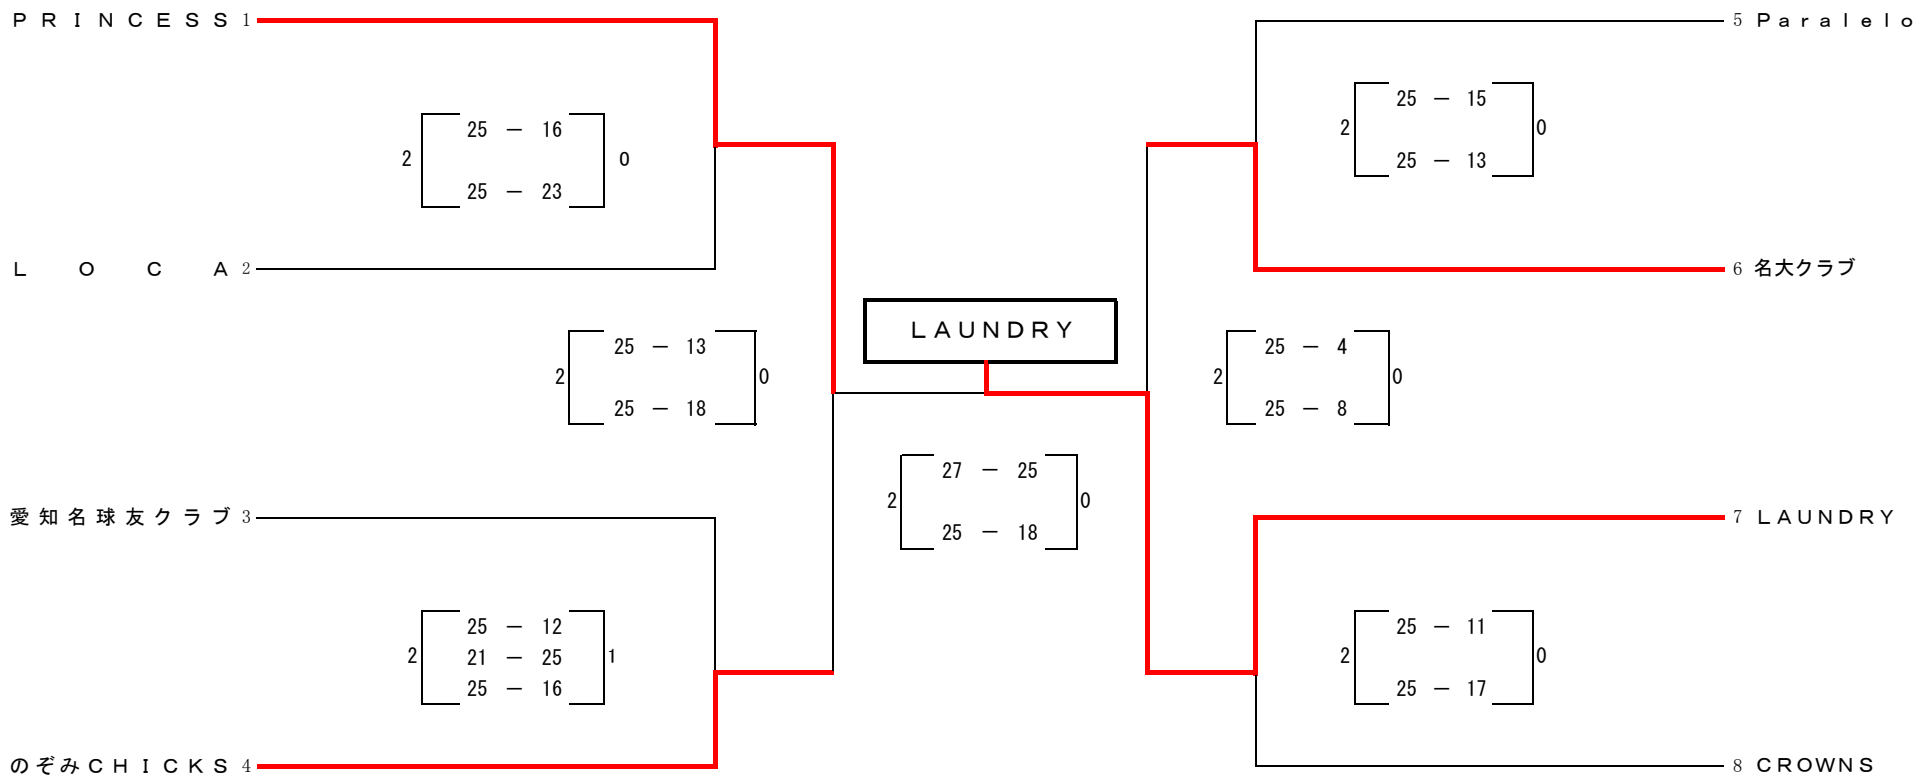 ＰＲＩＮＣＥＳＳ 1
5 Ｐａｒａｌｅｌｏ
25 － 16
2 0
25 － 23
25 － 15
2 0
25 － 13
ＬＯＣＡ 2
6 名大クラブ
ＬＡＵＮＤＲＹ
25 － 13
2 0
25 － 18
25 － 4
2 0
25 － 8
27 － 25
2 0
25 － 18
愛知名球友クラブ 3
7 ＬＡＵＮＤＲＹ
25 － 12
2 21 － 25 1
25 － 16
25 － 11
2 0
25 － 17
のぞみＣＨＩＣＫＳ 4
8 ＣＲＯＷＮＳ